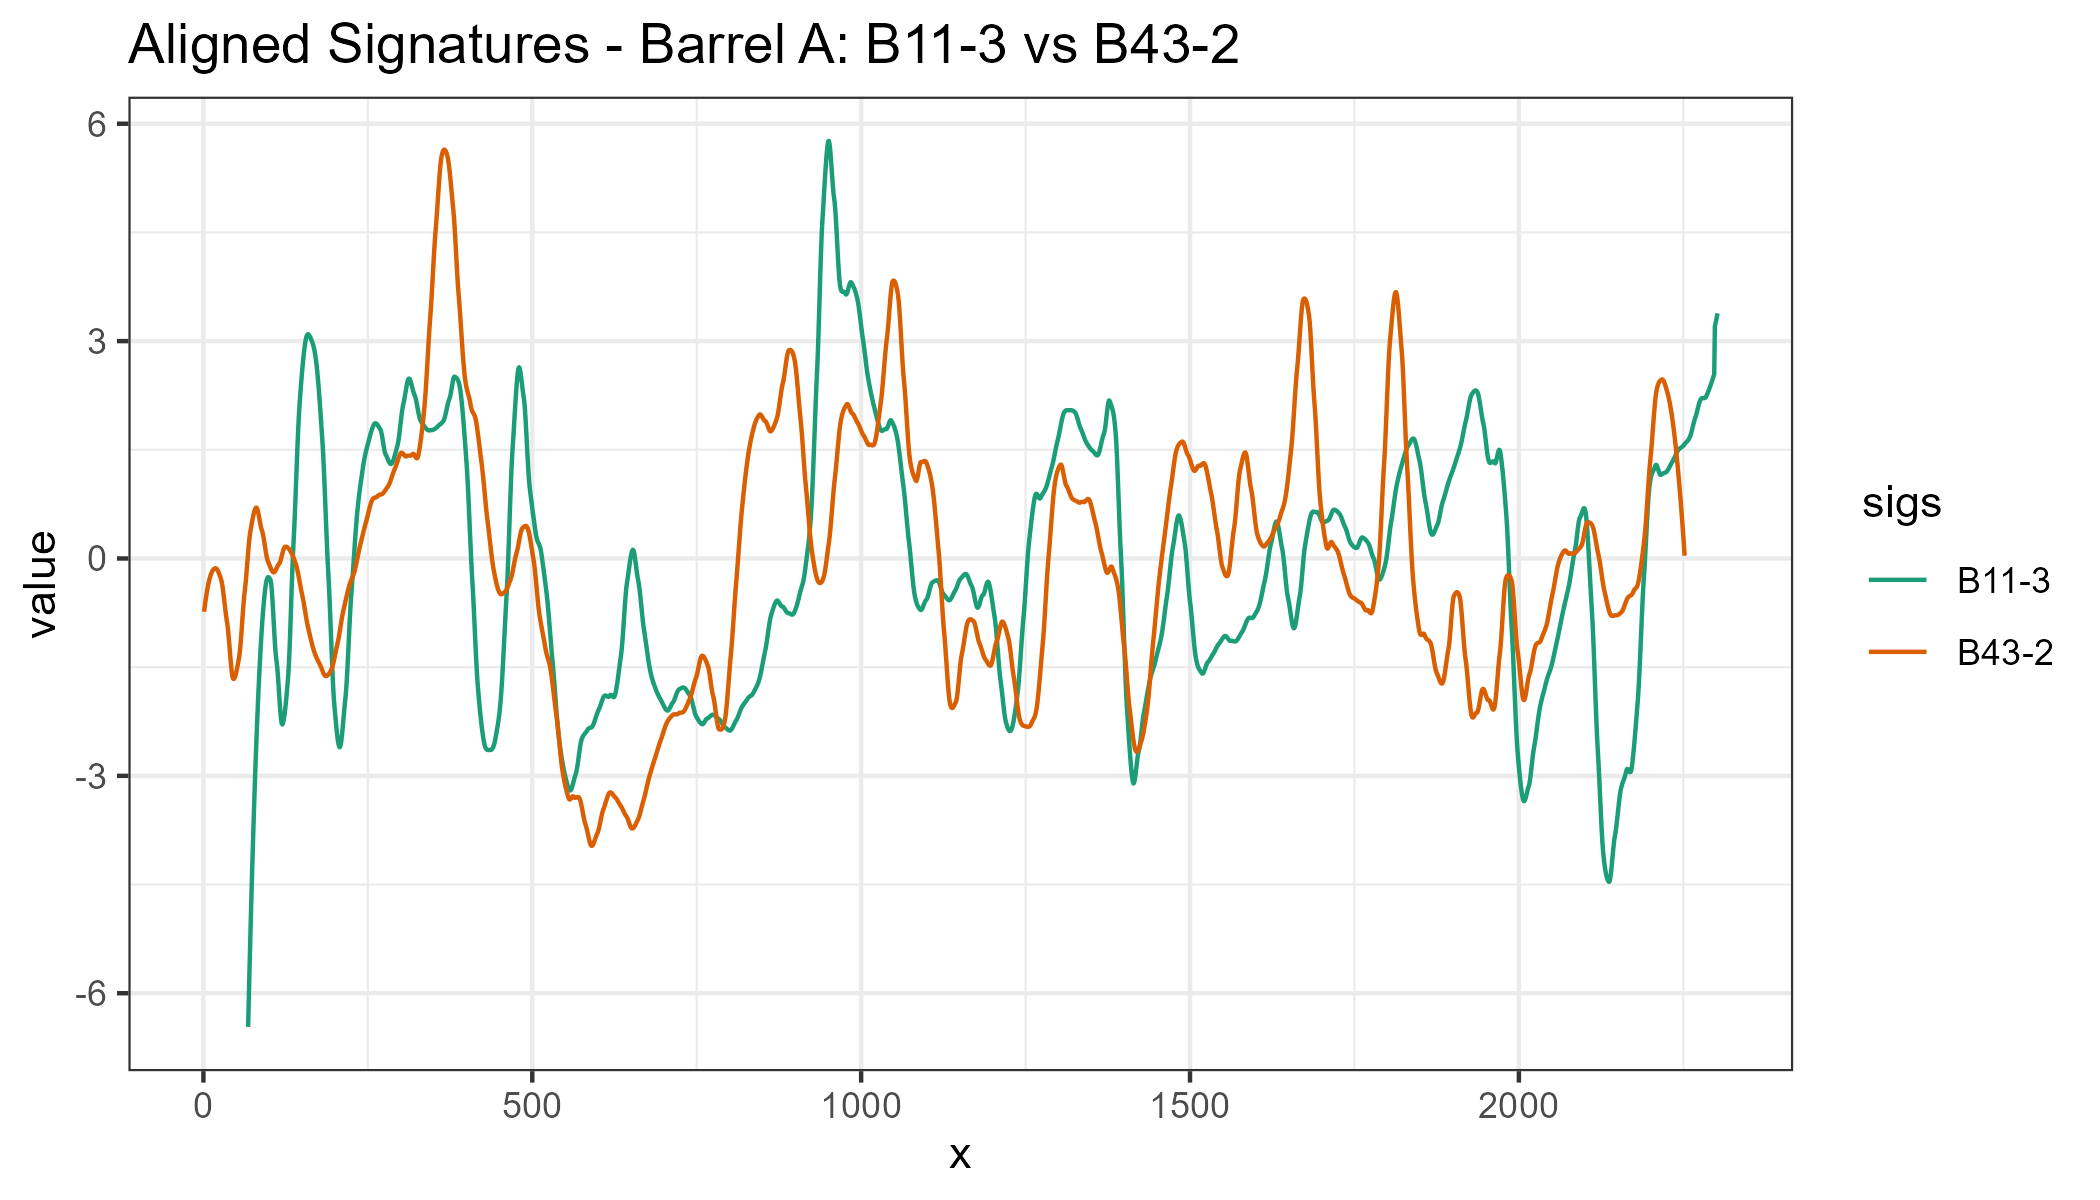 Aligned Signatures - Barrel A: B11-3 vs B43-2
6
3
0
-3
-6
value
0 500 1000 1500 2000
x
sigs
B11-3
B43-2